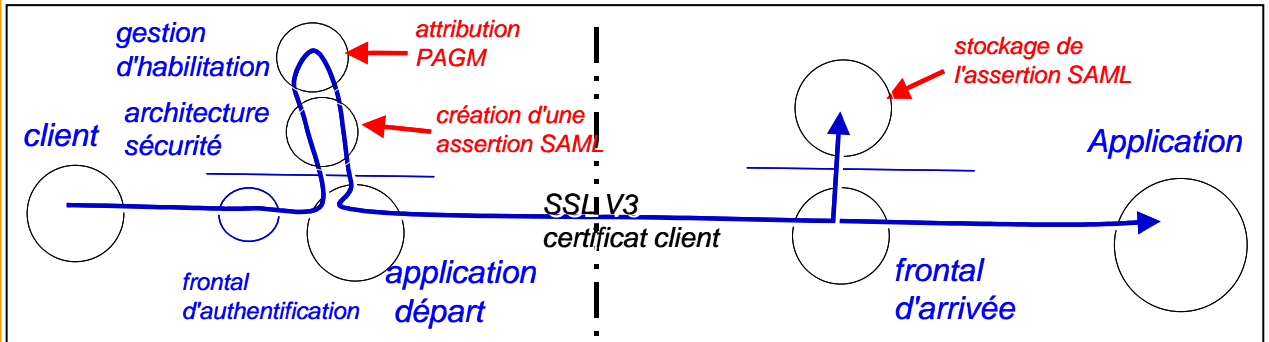 gestion
d'habilitation
attribution
PAGM
stockage de
l'assertion SAML
client
architecture
sécurité
création d'une
assertion SAML
Application
SSL V3
certificat client
frontal
d'authentification
application
départ
frontal
d'arrivée